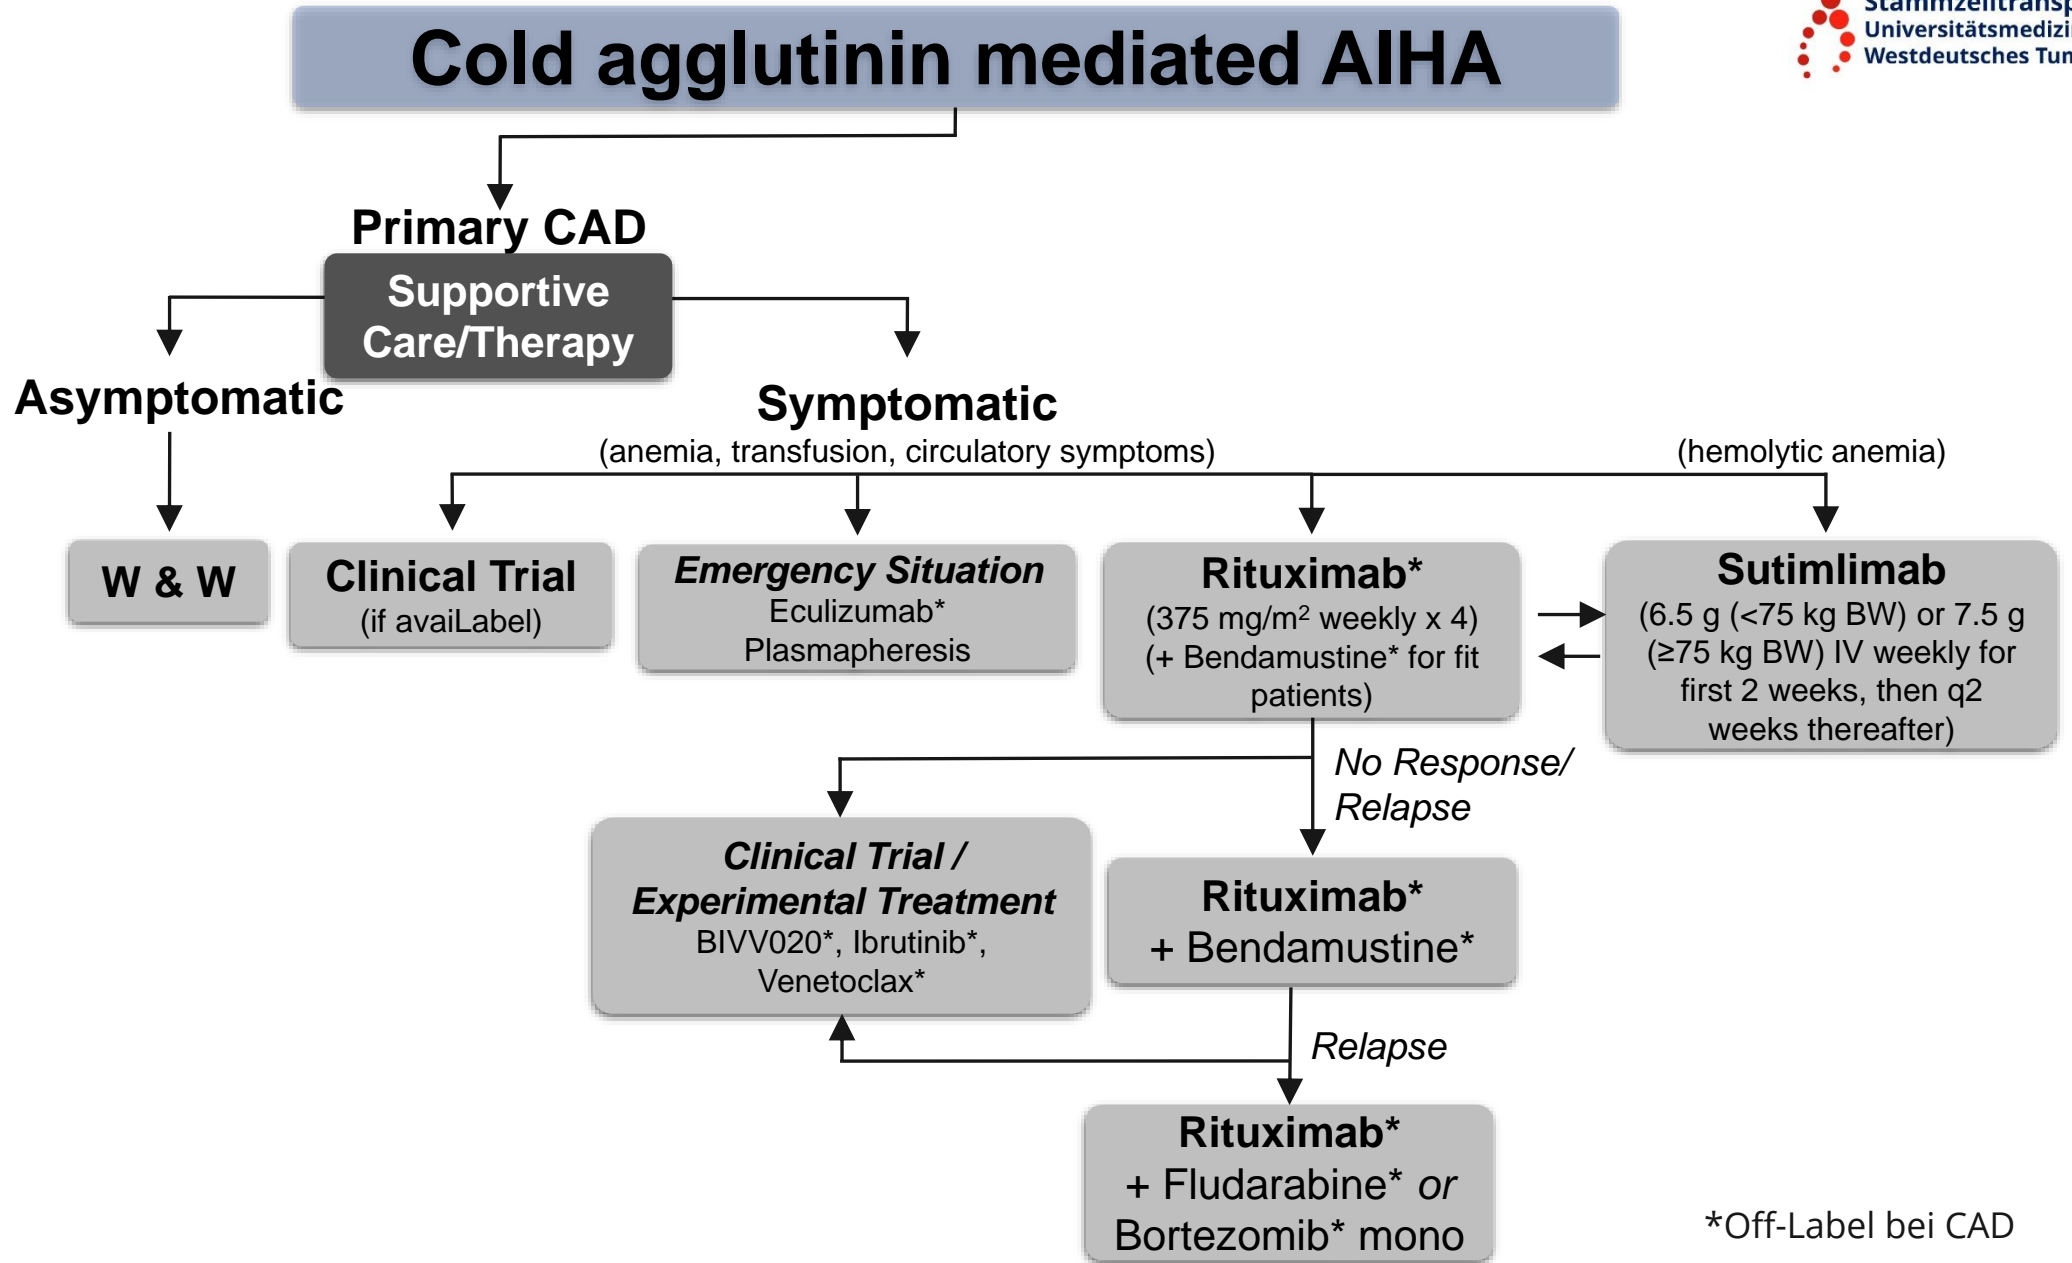 Cold agglutinin mediated AIHA
Universitätsmedizi
Westdeutsches Tum
Primary CAD
Supportive
Care/Therapy
Asymptomatic
Symptomatic
(anemia, transfusion, circulatory symptoms)
(hemolytic anemia)
W & W
Clinical Trial
(if avaiLabel)
Emergency Situation
Eculizumab*
Plasmapheresis
Rituximab*
(375 mg/m² weekly x 4)
(+ Bendamustine* for fit
patients)
Sutimlimab
(6.5 g (<75 kg BW) or 7.5 g
(≥75 kg BW) IV weekly for
first 2 weeks, then q2
weeks thereafter)
No Response/
Relapse
Clinical Trial /
Experimental Treatment
BIVV020*, Ibrutinib*,
Venetoclax*
Rituximab*
+ Bendamustine*
Relapse
Rituximab*
+ Fludarabine* or
Bortezomib* mono
*Off-Label bei CAD